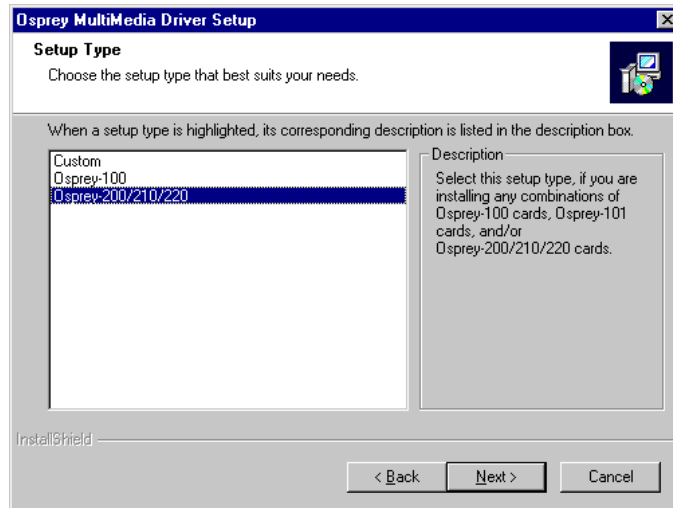 Osprey MultiMedia Driver Setup
Setup Type
Choose the setup type that best suits your needs.
When a setup type is highlighted, its corresponding description is listed in the description box.
Custom
Osprey-100
Osprey-200/210/220
Description
Select this setup type, if you are
installing any combinations of
Osprey-100 cards, Osprey-101
cards, and/or
Osprey-200/210/220 cards.
InstallShield
< Back
Next >
Cancel